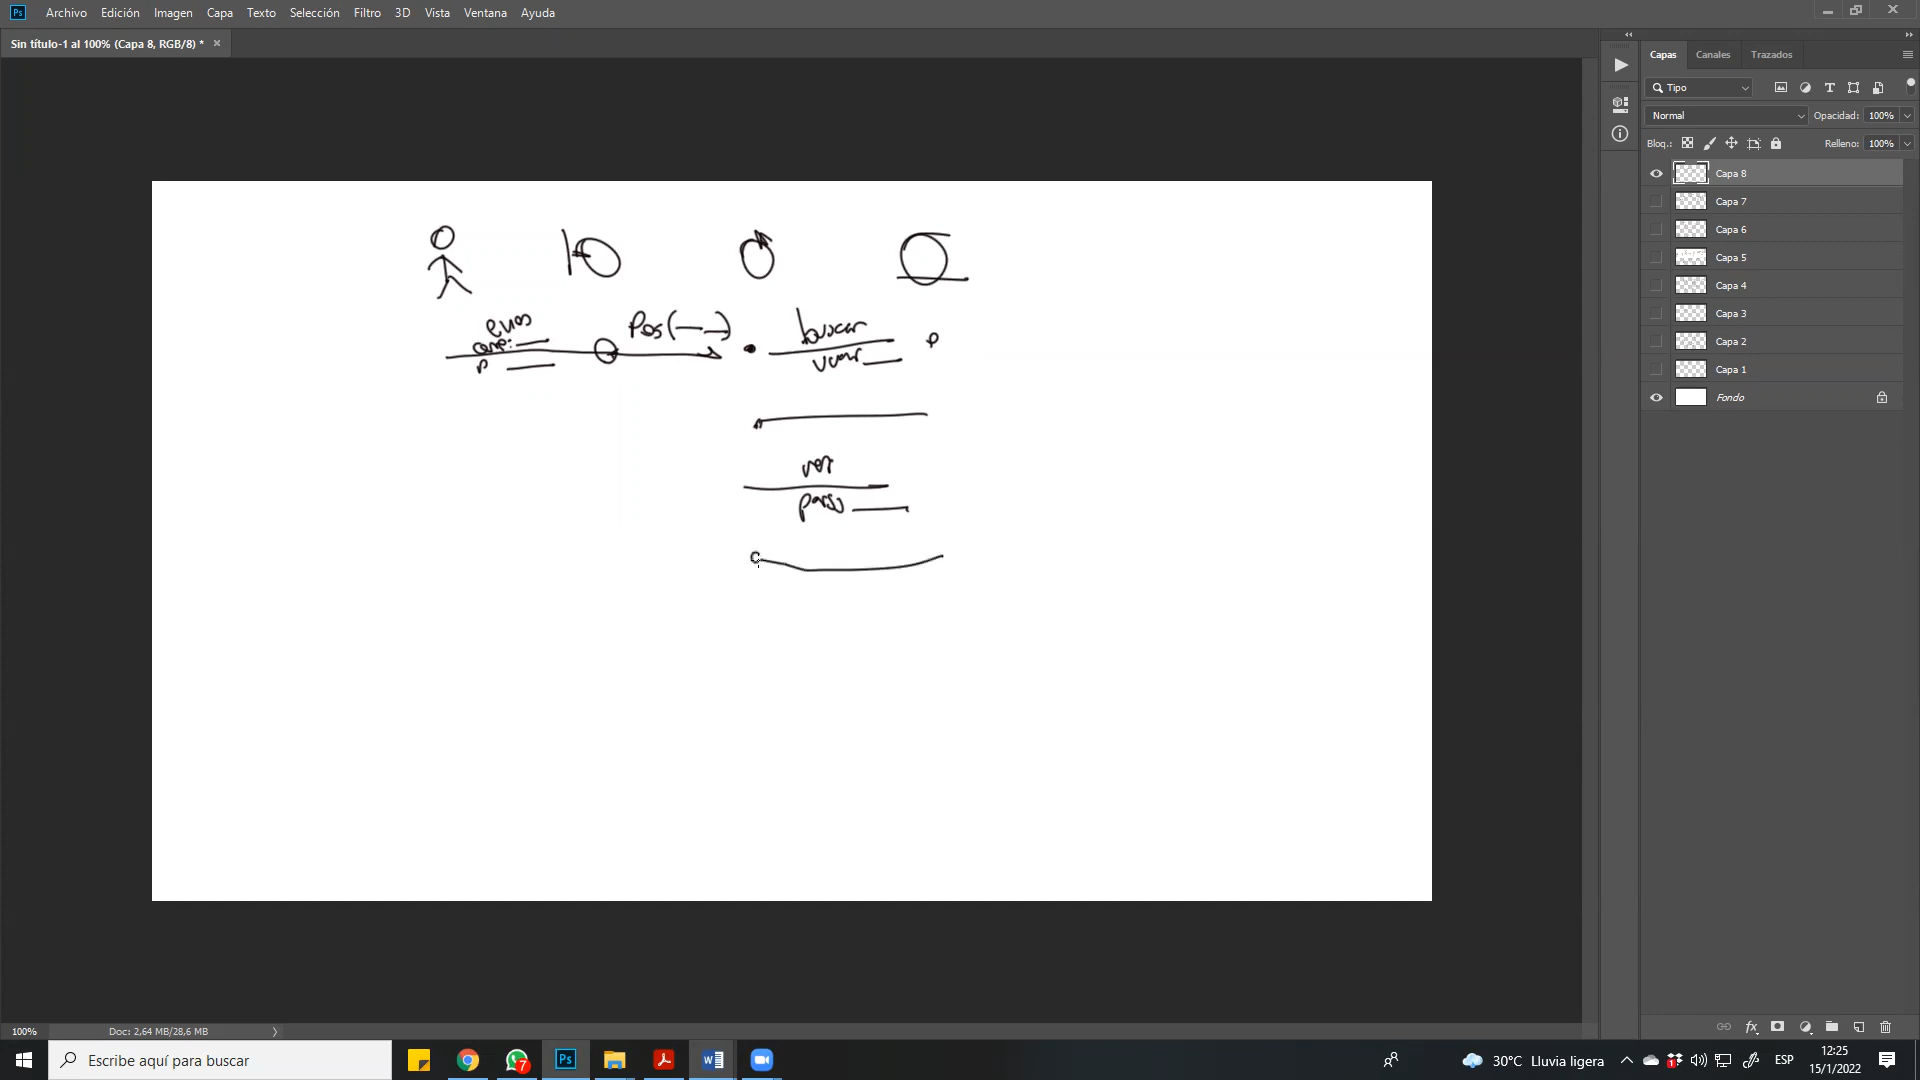 Ps Archivo Edición Imagen Capa Texto Selección Filtro 3D Vista Ventana Ayuda
Sin título-1 al 100% (Capa 8, RGB/8) * ×
Capas Canales Trazados
Tipo
Normal Opacidad: 100%
Bloq.: Relleno: 100%
Capa 8
Capa 7
Capa 6
Capa 5
Capa 4
Capa 3
Capa 2
Capa 1
Fondo
buscar
100% Doc: 2,64 MB/28,6 MB
Escribe aquí para buscar
7
Ps
30°C Lluvia ligera
ESP
12:25
15/1/2022